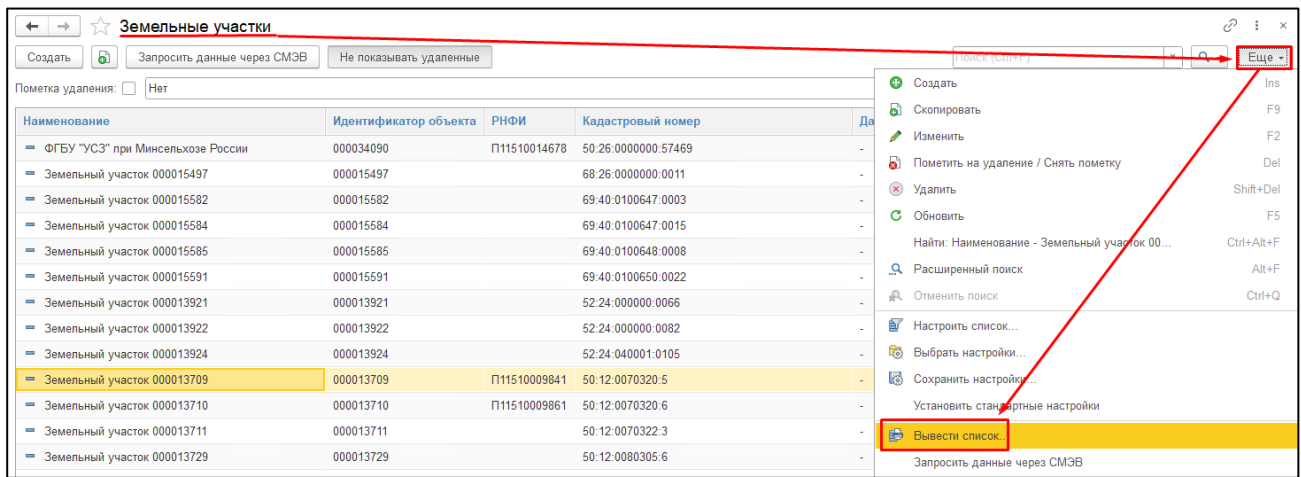 Земельные участки
Создать Запросить данные через СМЭВ Не показывать удаленные Поиск (Ctrl+F) × Еще
Пометка удаления: Нет
Наименование Идентификатор объекта РНФИ Кадастровый номер Да
ФГБУ "УСЗ" при Минсельхозе России 000034090 П11510014678 50:26:0000000:57469 -
Земельный участок 000015497 000015497 68:26:0000000:0011 -
Земельный участок 000015582 000015582 69:40:0100647:0003 -
Земельный участок 000015584 000015584 69:40:0100647:0015 -
Земельный участок 000015585 000015585 69:40:0100648:0008 -
Земельный участок 000015591 000015591 69:40:0100650:0022 -
Земельный участок 000013921 000013921 52:24:000000:0066 -
Земельный участок 000013922 000013922 52:24:000000:0082 -
Земельный участок 000013924 000013924 52:24:040001:0105 -
Земельный участок 000013709 000013709 П11510009841 50:12:0070320:5 -
Земельный участок 000013710 000013710 П11510009861 50:12:0070320:6 -
Земельный участок 000013711 000013711 50:12:0070322:3 -
Земельный участок 000013729 000013729 50:12:0080305:6 -
Создать Ins
Скопировать F9
Изменить F2
Пометить на удаление / Снять пометку Del
Удалить Shift+Del
Обновить F5
Найти: Наименование - Земельный участок 00... Ctrl+Alt+F
Расширенный поиск Alt+F
Отменить поиск Ctrl+Q
Настроить список...
Выбрать настройки...
Сохранить настройки...
Установить стандартные настройки
Вывести список...
Запросить данные через СМЭВ